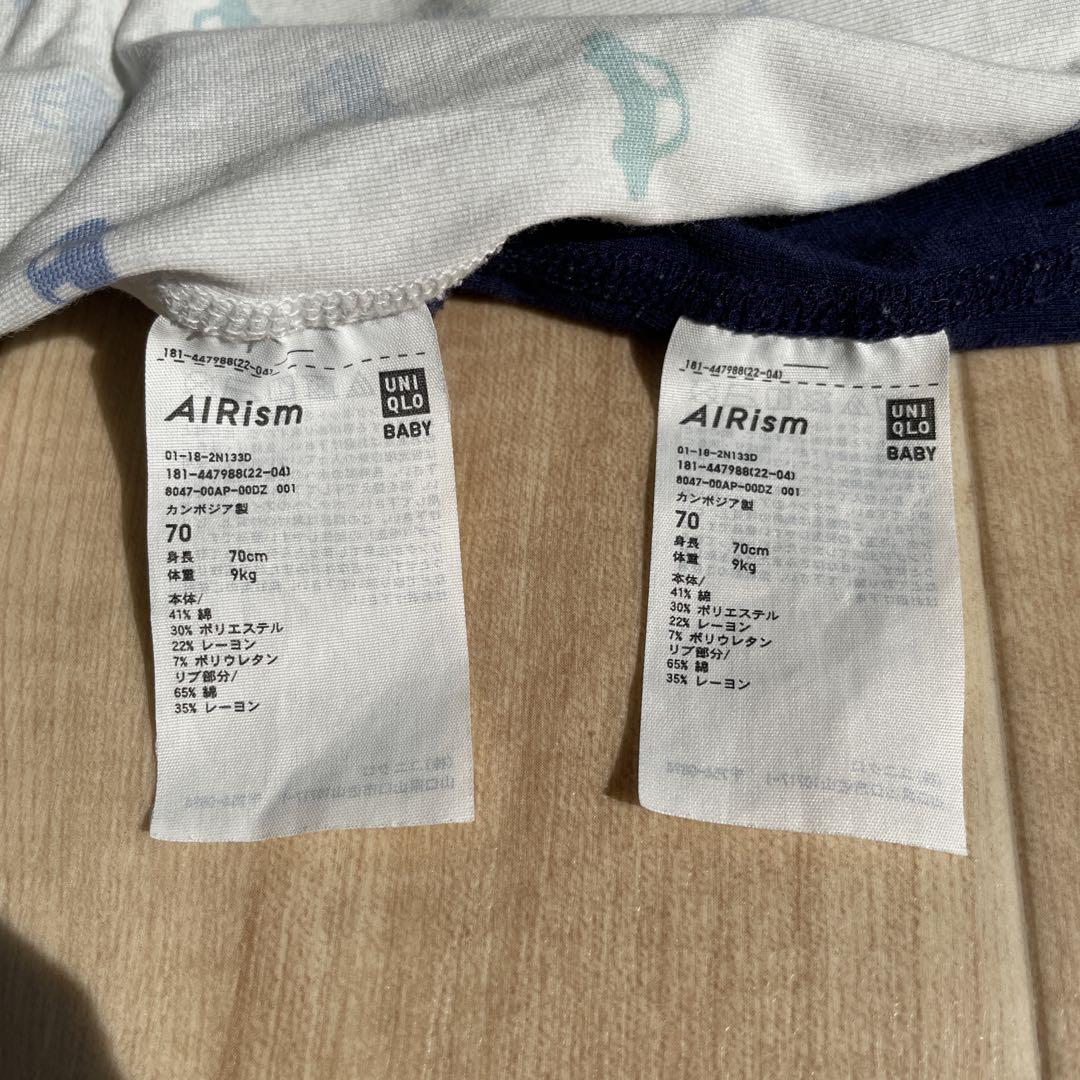 181-447988(22-04)
AIRism
UNI
QLO
BABY
01-18-2N133D
181-447988(22-04)
8047-00AP-00DZ 001
カンボジア製
70
身長 70cm
体重 9kg
本体/
41% 綿
30% ポリエステル
22% レーヨン
7% ポリウレタン
リブ部分/
65% 綿
35% レーヨン
181-447988(22-04)
AIRism
UNI
QLO
BABY
01-18-2N133D
181-447988(22-04)
8047-00AP-00DZ 001
カンボジア製
70
身長 70cm
体重 9kg
本体/
41% 綿
30% ポリエステル
22% レーヨン
7% ポリウレタン
リブ部分/
65% 綿
35% レーヨン